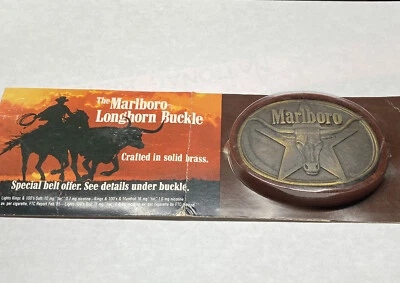 The Marlboro
Longhorn Buckle
Crafted in solid brass.
Special belt offer. See details under buckle.
Marlboro